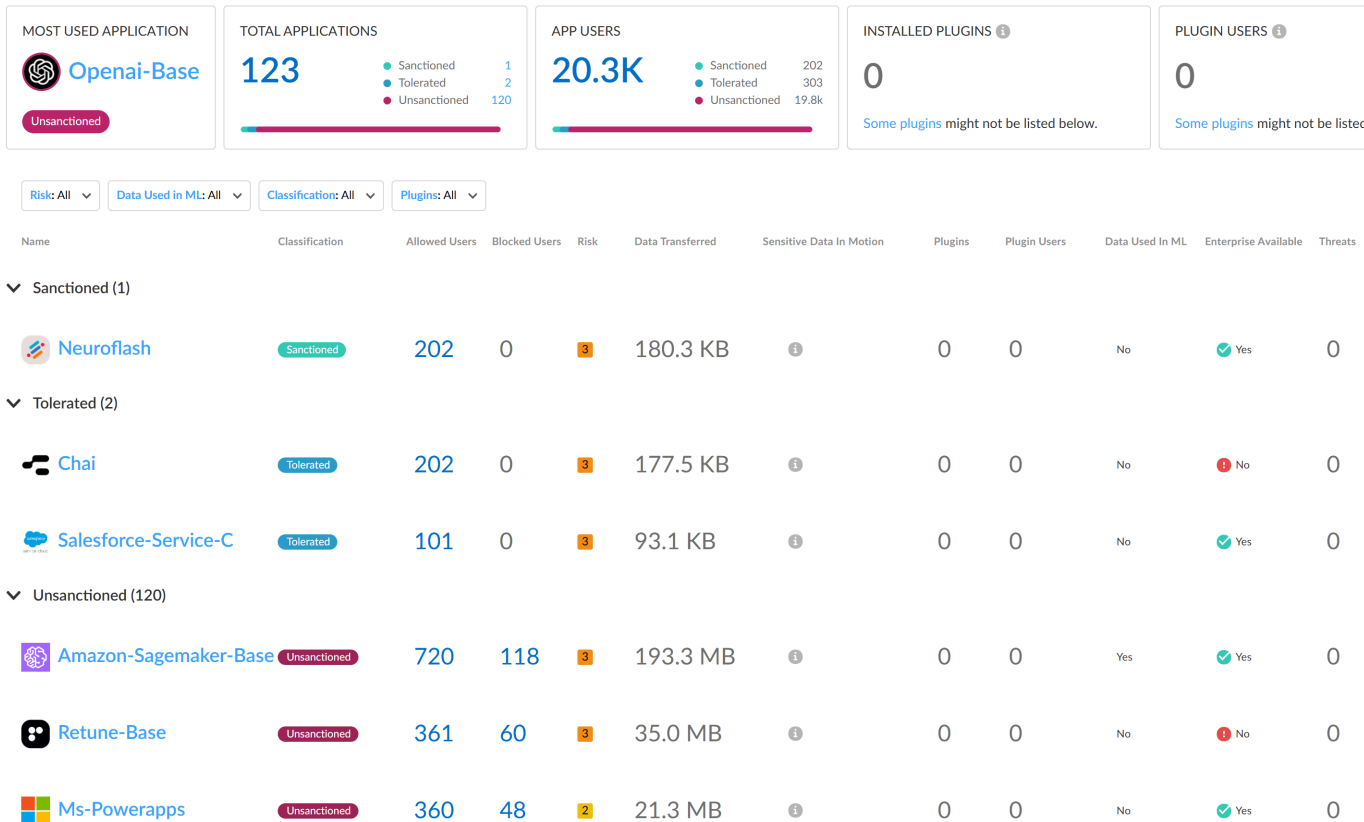 MOST USED APPLICATION
Openai-Base
Unsanctioned
TOTAL APPLICATIONS
123
Sanctioned 1
Tolerated 2
Unsanctioned 120
APP USERS
20.3K
Sanctioned 202
Tolerated 303
Unsanctioned 19.8k
INSTALLED PLUGINS
0
Some plugins might not be listed below.
PLUGIN USERS
0
Some plugins might not be listed
Risk: All Data Used in ML: All Classification: All Plugins: All
Name Classification Allowed Users Blocked Users Risk Data Transferred Sensitive Data In Motion Plugins Plugin Users Data Used In ML Enterprise Available Threats
Sanctioned (1)
Neuroflash Sanctioned 202 0 3 180.3 KB 0 0 No Yes 0
Tolerated (2)
Chai Tolerated 202 0 3 177.5 KB 0 0 No No 0
Salesforce-Service-C Tolerated 101 0 3 93.1 KB 0 0 No Yes 0
Unsanctioned (120)
Amazon-Sagemaker-Base Unsanctioned 720 118 3 193.3 MB 0 0 Yes Yes 0
Retune-Base Unsanctioned 361 60 3 35.0 MB 0 0 No No 0
Ms-Powerapps Unsanctioned 360 48 2 21.3 MB 0 0 No Yes 0